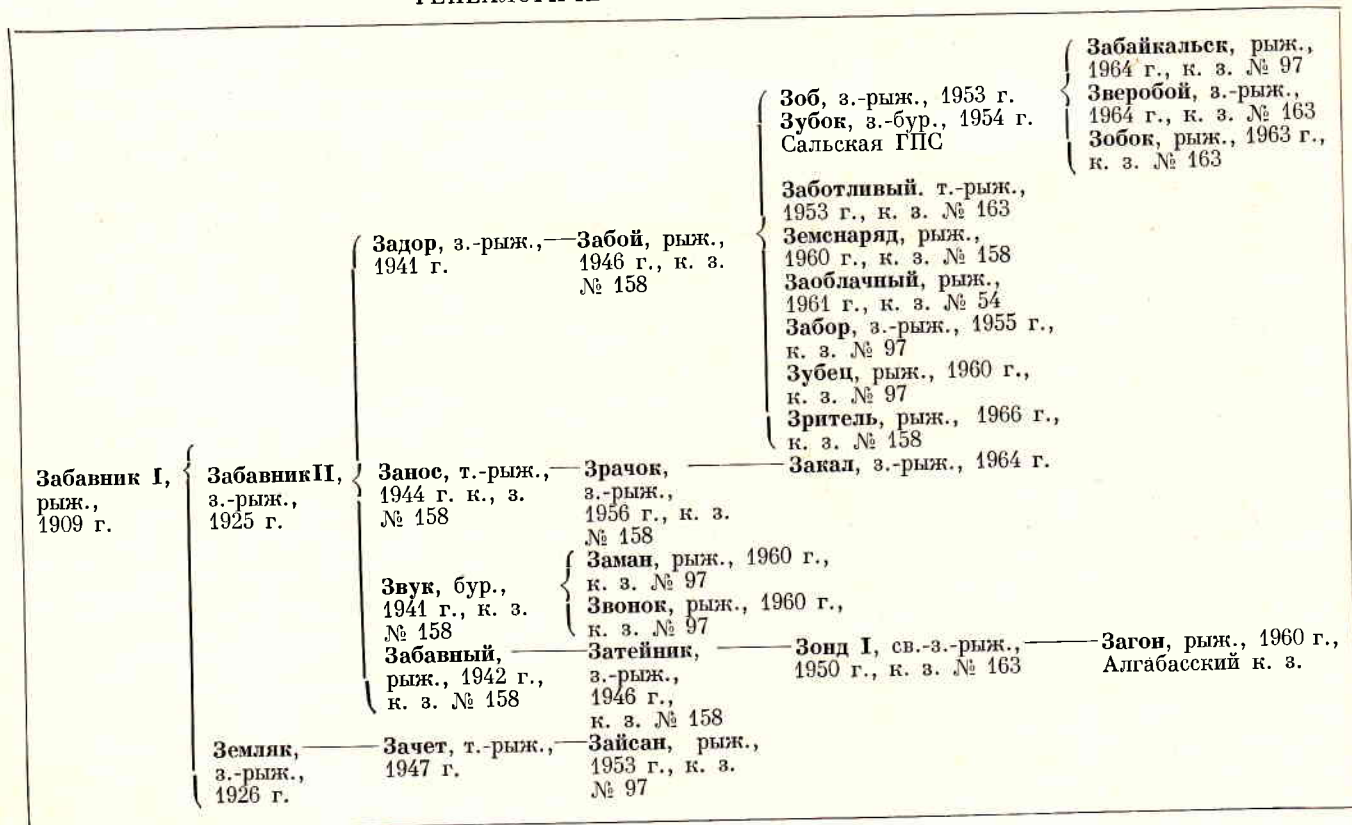 Забайкальск, рыж.,
1964 г., к. з. № 97
Зверобой, з.-рыж.,
1964 г., к. з. № 163
Зобок, рыж., 1963 г.,
к. з. № 163
Зоб, з.-рыж., 1953 г.
Зубок, з.-бур., 1954 г.
Сальская ГПС
Заботливый. т.-рыж.,
1953 г., к. з. № 163
Земснаряд, рыж.,
1960 г., к. з. № 158
Заоблачный, рыж.,
1961 г., к. з. № 54
Забор, з.-рыж., 1955 г.,
к. з. № 97
Зубец, рыж., 1960 г.,
к. з. № 97
Зритель, рыж., 1966 г.,
к. з. № 158
Задор, з.-рыж.,
1941 г.
Забой, рыж.,
1946 г., к. з.
№ 158
Забавник I,
рыж.,
1909 г.
ЗабавникII,
з.-рыж.,
1925 г.
Занос, т.-рыж.,
1944 г. к., з.
№ 158
Зрачок,
з.-рыж.,
1956 г., к. з.
№ 158
Закал, з.-рыж., 1964 г.
Звук, бур.,
1941 г., к. з.
№ 158
Заман, рыж., 1960 г.,
к. з. № 97
Звонок, рыж., 1960 г.,
к. з. № 97
Забавный,
рыж., 1942 г.,
к. з. № 158
Затейник,
з.-рыж.,
1946 г.,
к. з. № 158
Зонд I, св.-з.-рыж.,
1950 г., к. з. № 163
Загон, рыж., 1960 г.,
Алгабасский к. з.
Земляк,
з.-рыж.,
1926 г.
Зачет, т.-рыж.,
1947 г.
Зайсан, рыж.,
1953 г., к. з.
№ 97